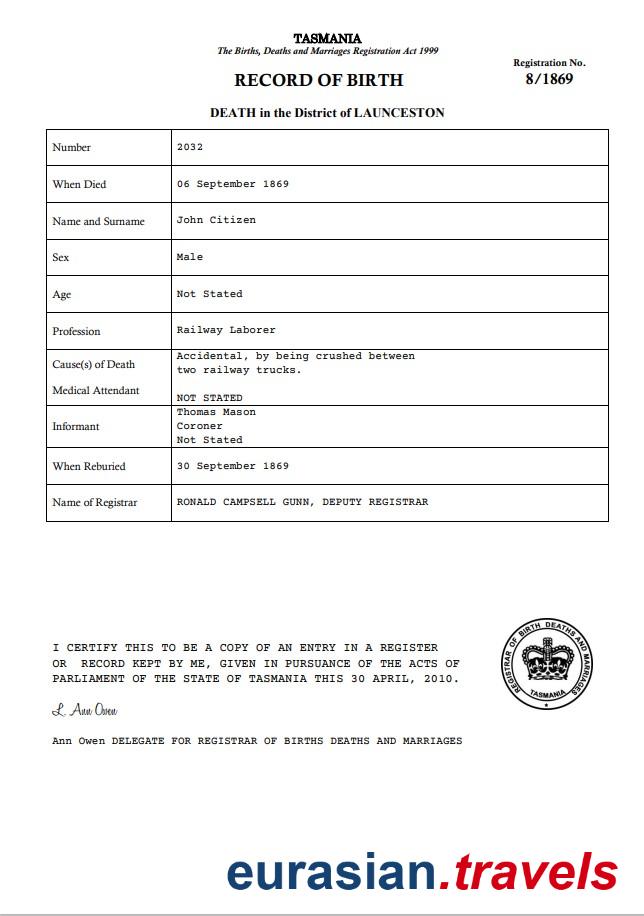 TASMANIA
The Births, Deaths and Marriages Registration Act 1999
Registration No.
RECORD OF BIRTH
8/1869
DEATH in the District of LAUNCESTON
Number 2032
When Died 06 September 1869
Name and Surname John Citizen
Sex Male
Age Not Stated
Profession Railway Laborer
Cause(s) of Death Accidental, by being crushed between
two railway trucks.
Medical Attendant NOT STATED
Informant Thomas Mason
Coroner
Not Stated
When Reburied 30 September 1869
Name of Registrar RONALD CAMPSELL GUNN, DEPUTY REGISTRAR
I CERTIFY THIS TO BE A COPY OF AN ENTRY IN A REGISTER
OR RECORD KEPT BY ME, GIVEN IN PURSUANCE OF THE ACTS OF
PARLIAMENT OF THE STATE OF TASMANIA THIS 30 APRIL, 2010.
L. Ann Owen
Ann Owen DELEGATE FOR REGISTRAR OF BIRTHS DEATHS AND MARRIAGES
REGISTRAR OF BIRTH DEATHS AND MARRIAGES
TASMANIA
eurasian.travels